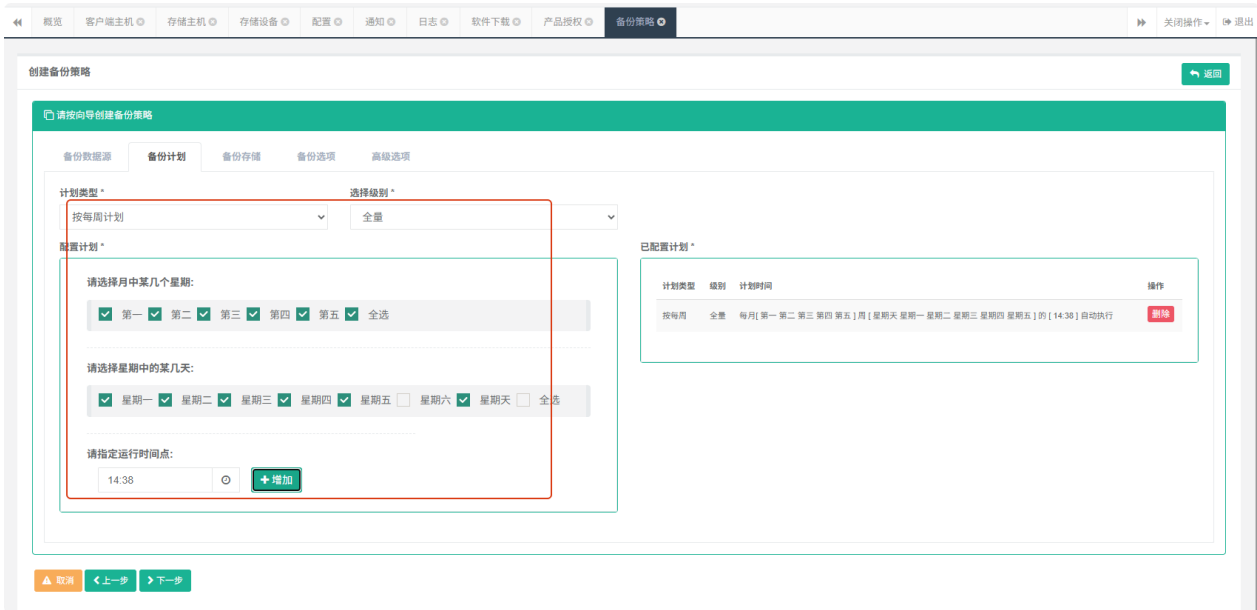 概览 客户端主机 存储主机 存储设备 配置 通知 日志 软件下载 产品授权 备份策略 关闭操作 退出
创建备份策略
返回
请按向导创建备份策略
备份数据源 备份计划 备份存储 备份选项 高级选项
计划类型 * 选择级别 *
按每周计划 全量
配置计划 * 已配置计划 *
请选择月中某几个星期:
计划类型 级别 计划时间 操作
第一 第二 第三 第四 第五 全选
按每周 全量 每月[ 第一 第二 第三 第四 第五 ] 周 [ 星期天 星期一 星期二 星期三 星期四 星期五 ] 的 [ 14:38 ] 自动执行 删除
请选择星期中的某几天:
星期一 星期二 星期三 星期四 星期五 星期六 星期天 全选
请指定运行时间点:
14:38 增加
取消 上一步 下一步